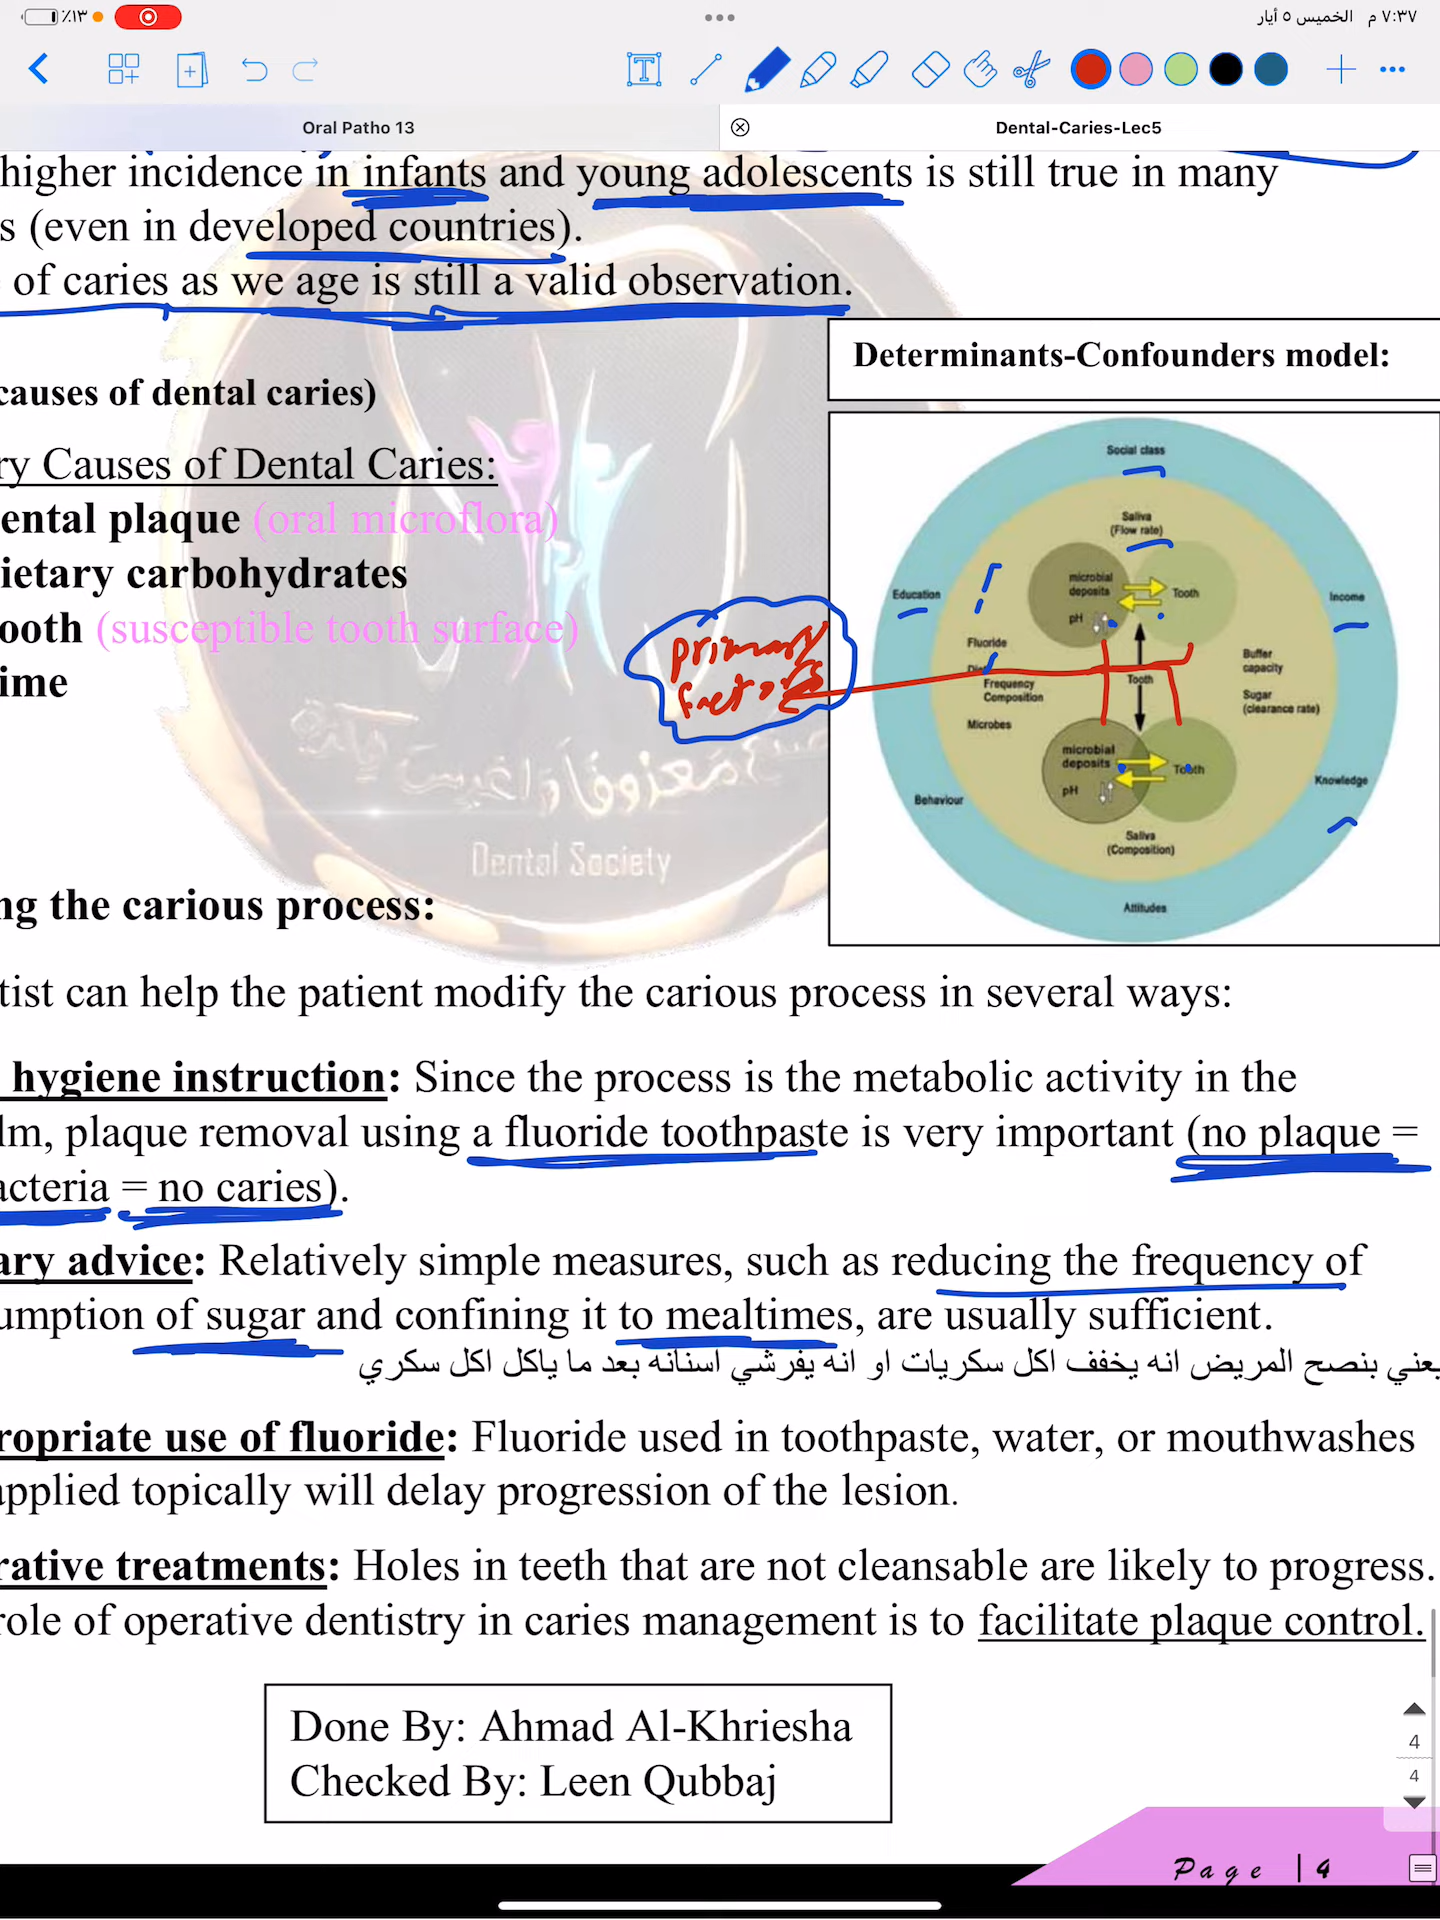 ٪١٣
٧:٣٧ م الخميس ٥ أيار
Oral Patho 13
Dental-Caries-Lec5
higher incidence in infants and young adolescents is still true in many
s (even in developed countries).
of caries as we age is still a valid observation.
Determinants-Confounders model:
causes of dental caries)
ry Causes of Dental Caries:
ental plaque (oral microflora)
ietary carbohydrates
ooth (susceptible tooth surface)
ime
primary
factors
Social class
Saliva
(Flow rate)
microbial
deposits
Tooth
pH
Education
Income
Fluoride
Frequency
Composition
Microbes
Tooth
Buffer
capacity
Sugar
(clearance rate)
microbial
deposits
Tooth
pH
Behaviour
Knowledge
Saliva
(Composition)
Attitudes
Dental Society
ng the carious process:
tist can help the patient modify the carious process in several ways:
hygiene instruction: Since the process is the metabolic activity in the
lm, plaque removal using a fluoride toothpaste is very important (no plaque =
acteria = no caries).
ary advice: Relatively simple measures, such as reducing the frequency of
umption of sugar and confining it to mealtimes, are usually sufficient.
يعني بنصح المريض انه يخفف اكل سكريات او انه يفرشي اسنانه بعد ما ياكل اكل سكري
ropriate use of fluoride: Fluoride used in toothpaste, water, or mouthwashes
applied topically will delay progression of the lesion.
rative treatments: Holes in teeth that are not cleansable are likely to progress.
role of operative dentistry in caries management is to facilitate plaque control.
Done By: Ahmad Al-Khriesha
Checked By: Leen Qubbaj
4
4
Page | 4